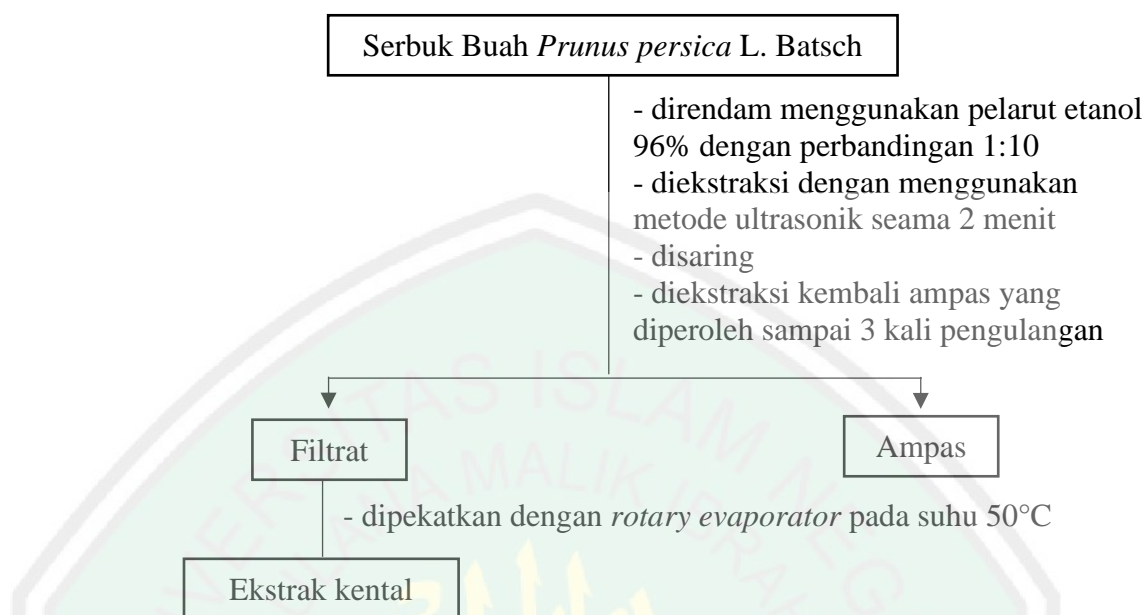 Serbuk Buah Prunus persica L. Batsch
- direndam menggunakan pelarut etanol
96% dengan perbandingan 1:10
- diekstraksi dengan menggunakan
metode ultrasonik seama 2 menit
- disaring
- diekstraksi kembali ampas yang
diperoleh sampai 3 kali pengulangan
Filtrat
Ampas
- dipekatkan dengan rotary evaporator pada suhu 50°C
Ekstrak kental